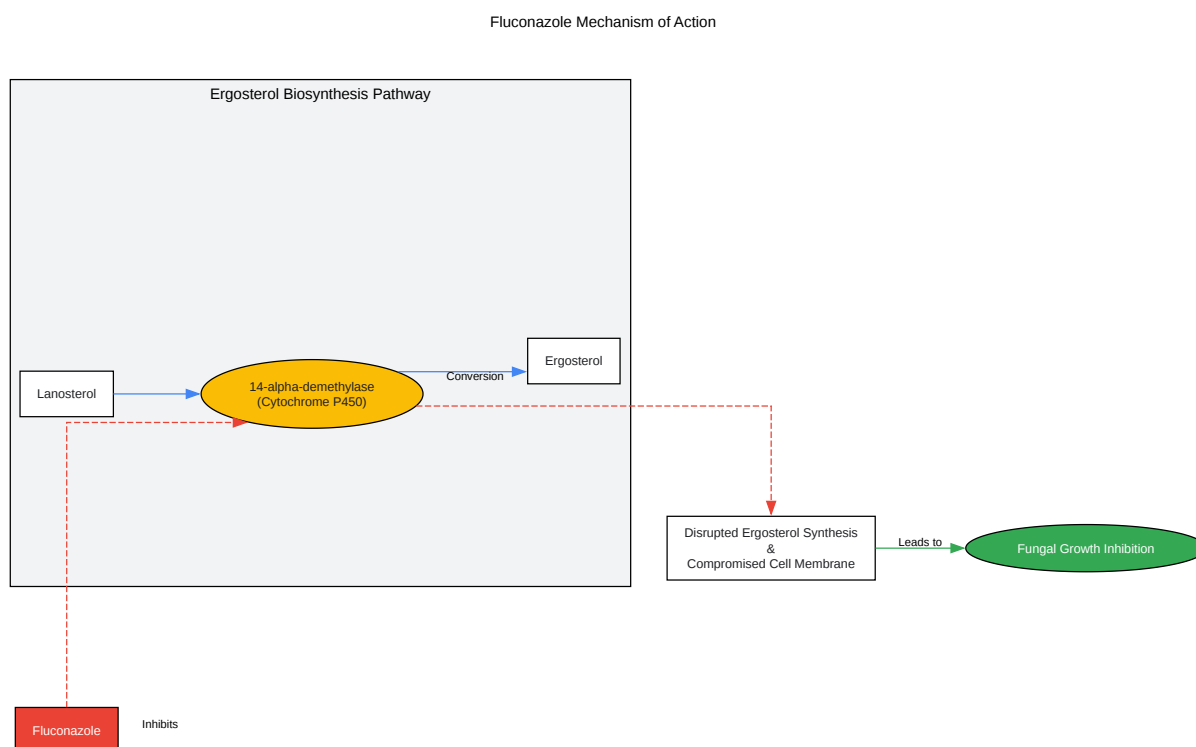 Fluconazole Mechanism of Action
Ergosterol Biosynthesis Pathway
Ergosterol
Conversion
Lanosterol
14-alpha-demethylase
(Cytochrome P450)
Disrupted Ergosterol Synthesis
&
Compromised Cell Membrane
Leads to
Fungal Growth Inhibition
Fluconazole
Inhibits